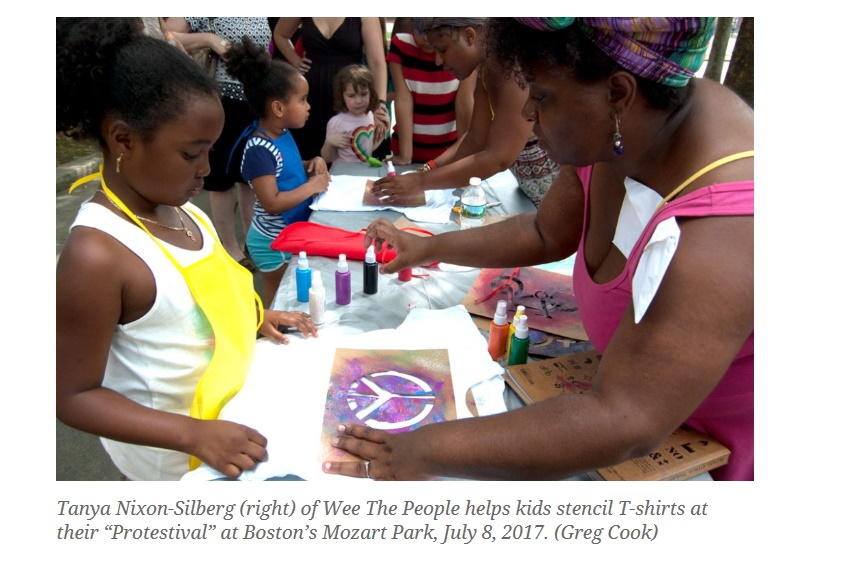 Tanya Nixon-Silberg (right) of Wee The People helps kids stencil T-shirts at
their “Protestival” at Boston’s Mozart Park, July 8, 2017. (Greg Cook)